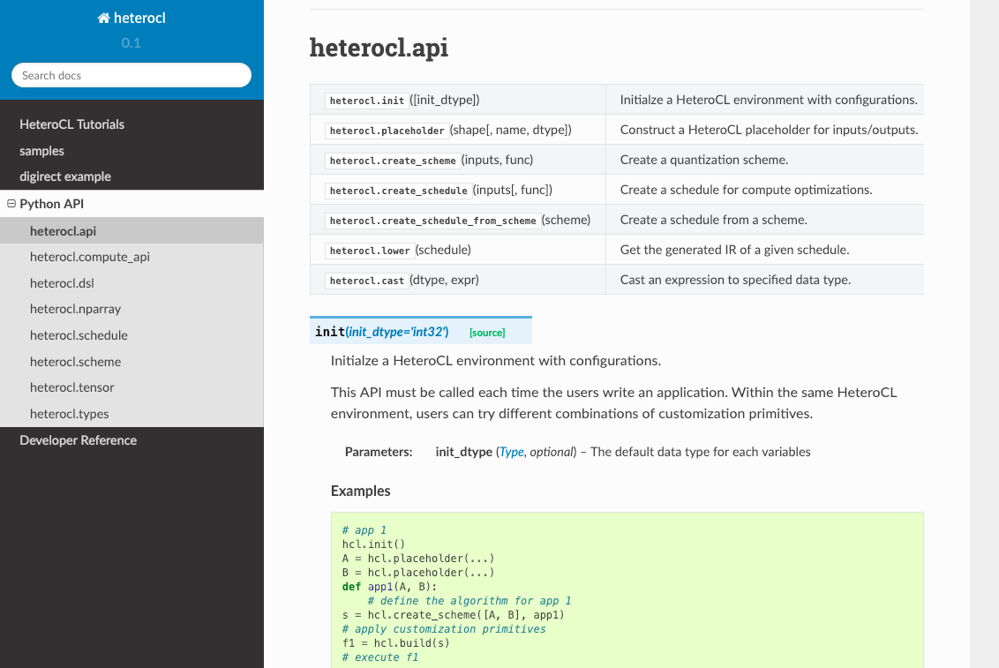 heterocl
0.1
Search docs
HeteroCL Tutorials
samples
digirect example
Python API
heterocl.api
heterocl.compute_api
heterocl.dsl
heterocl.nparray
heterocl.schedule
heterocl.scheme
heterocl.tensor
heterocl.types
Developer Reference
heterocl.api
heterocl.init([init_dtype]) Initialze a HeteroCL environment with configurations.
heterocl.placeholder(shape[, name, dtype]) Construct a HeteroCL placeholder for inputs/outputs.
heterocl.create_scheme(inputs, func) Create a quantization scheme.
heterocl.create_schedule(inputs[, func]) Create a schedule for compute optimizations.
heterocl.create_schedule_from_scheme(scheme) Create a schedule from a scheme.
heterocl.lower(schedule) Get the generated IR of a given schedule.
heterocl.cast(dtype, expr) Cast an expression to specified data type.
init(init_dtype='int32') [source]
Initialze a HeteroCL environment with configurations.
This API must be called each time the users write an application. Within the same HeteroCL
environment, users can try different combinations of customization primitives.
Parameters: init_dtype (Type, optional) – The default data type for each variables
Examples
# app 1
hcl.init()
A = hcl.placeholder(...)
B = hcl.placeholder(...)
def app1(A, B):
    # define the algorithm for app 1
s = hcl.create_scheme([A, B], app1)
# apply customization primitives
f1 = hcl.build(s)
# execute f1